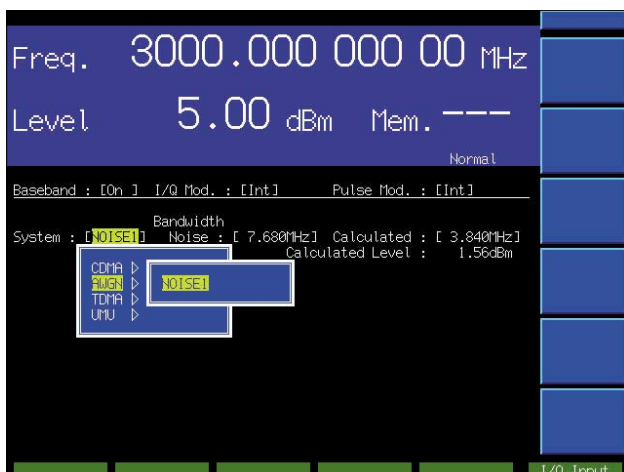 Freq. 3000.000 000 00 MHz
Level 5.00 dBm Mem. ---
Normal
Baseband : [On ] I/Q Mod. : [Int] Pulse Mod. : [Int]
Bandwidth
System : [NOISE1] Noise : [ 7.680MHz] Calculated : [ 3.840MHz]
Calculated Level : 1.56dBm
CDMA ▷
AWGN ▷ NOISE1
TDMA ▷
UMU ▷
I/Q Input